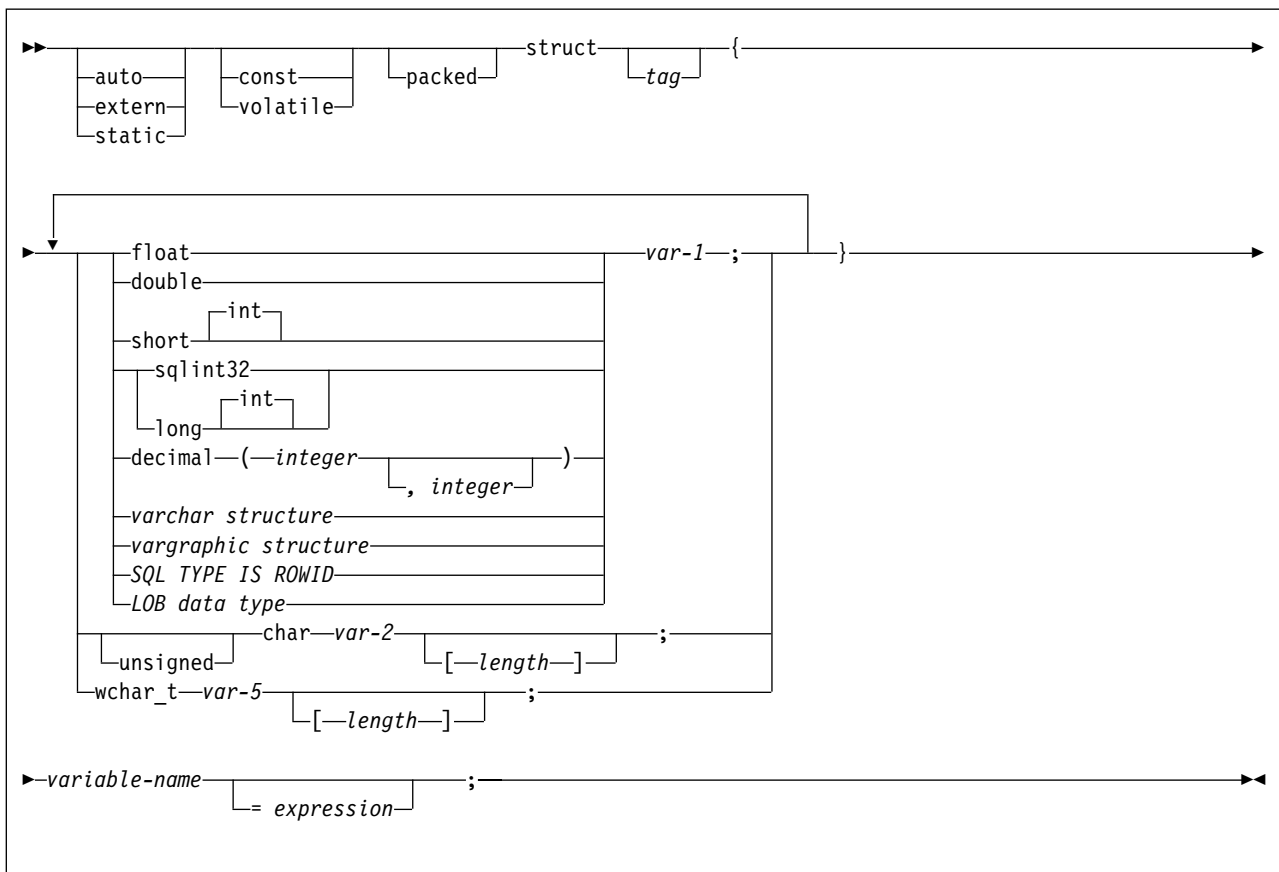 struct {
auto const packed tag
extern volatile
static
float var-1 ;
}
double
int
short
sqlint32
int
long
decimal ( integer )
, integer
varchar structure
vargraphic structure
SQL TYPE IS ROWID
LOB data type
char var-2 ;
unsigned [ length ]
wchar_t var-5 ;
[ length ]
variable-name ;
= expression